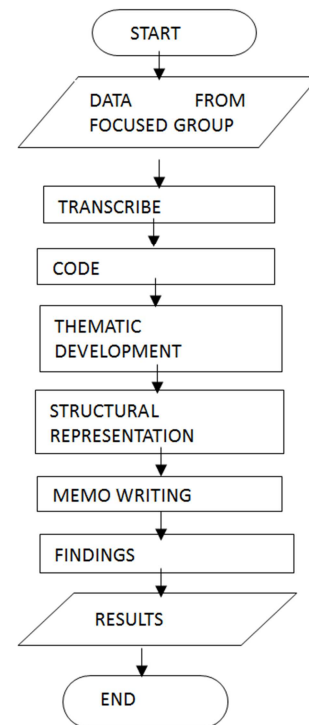 START
DATA FROM
FOCUSED GROUP
TRANSCRIBE
CODE
THEMATIC
DEVELOPMENT
STRUCTURAL
REPRESENTATION
MEMO WRITING
FINDINGS
RESULTS
END